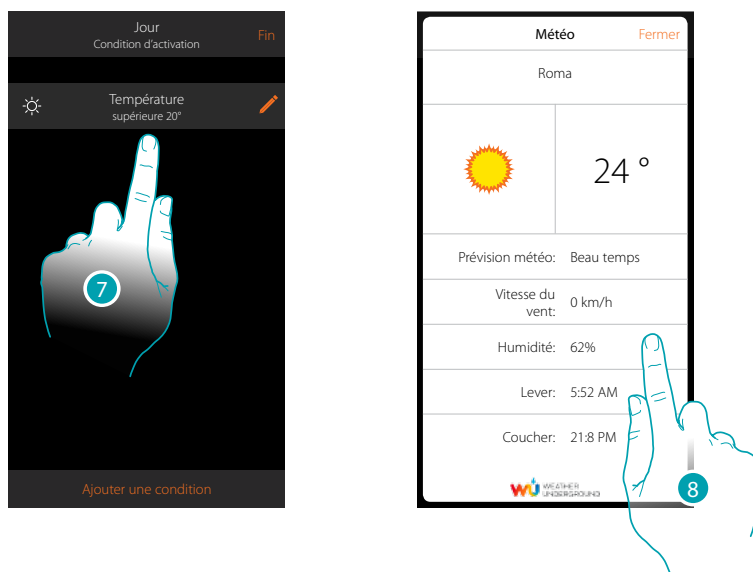 Jour
Condition d'activation
Fin
Température
supérieure 20°
7
Ajouter une condition
Météo
Fermer
Roma
24 °
Prévision météo: Beau temps
Vitesse du
vent: 0 km/h
Humidité: 62%
Lever: 5:52 AM
Coucher: 21:8 PM
WU WEATHER
UNDERGROUND
8